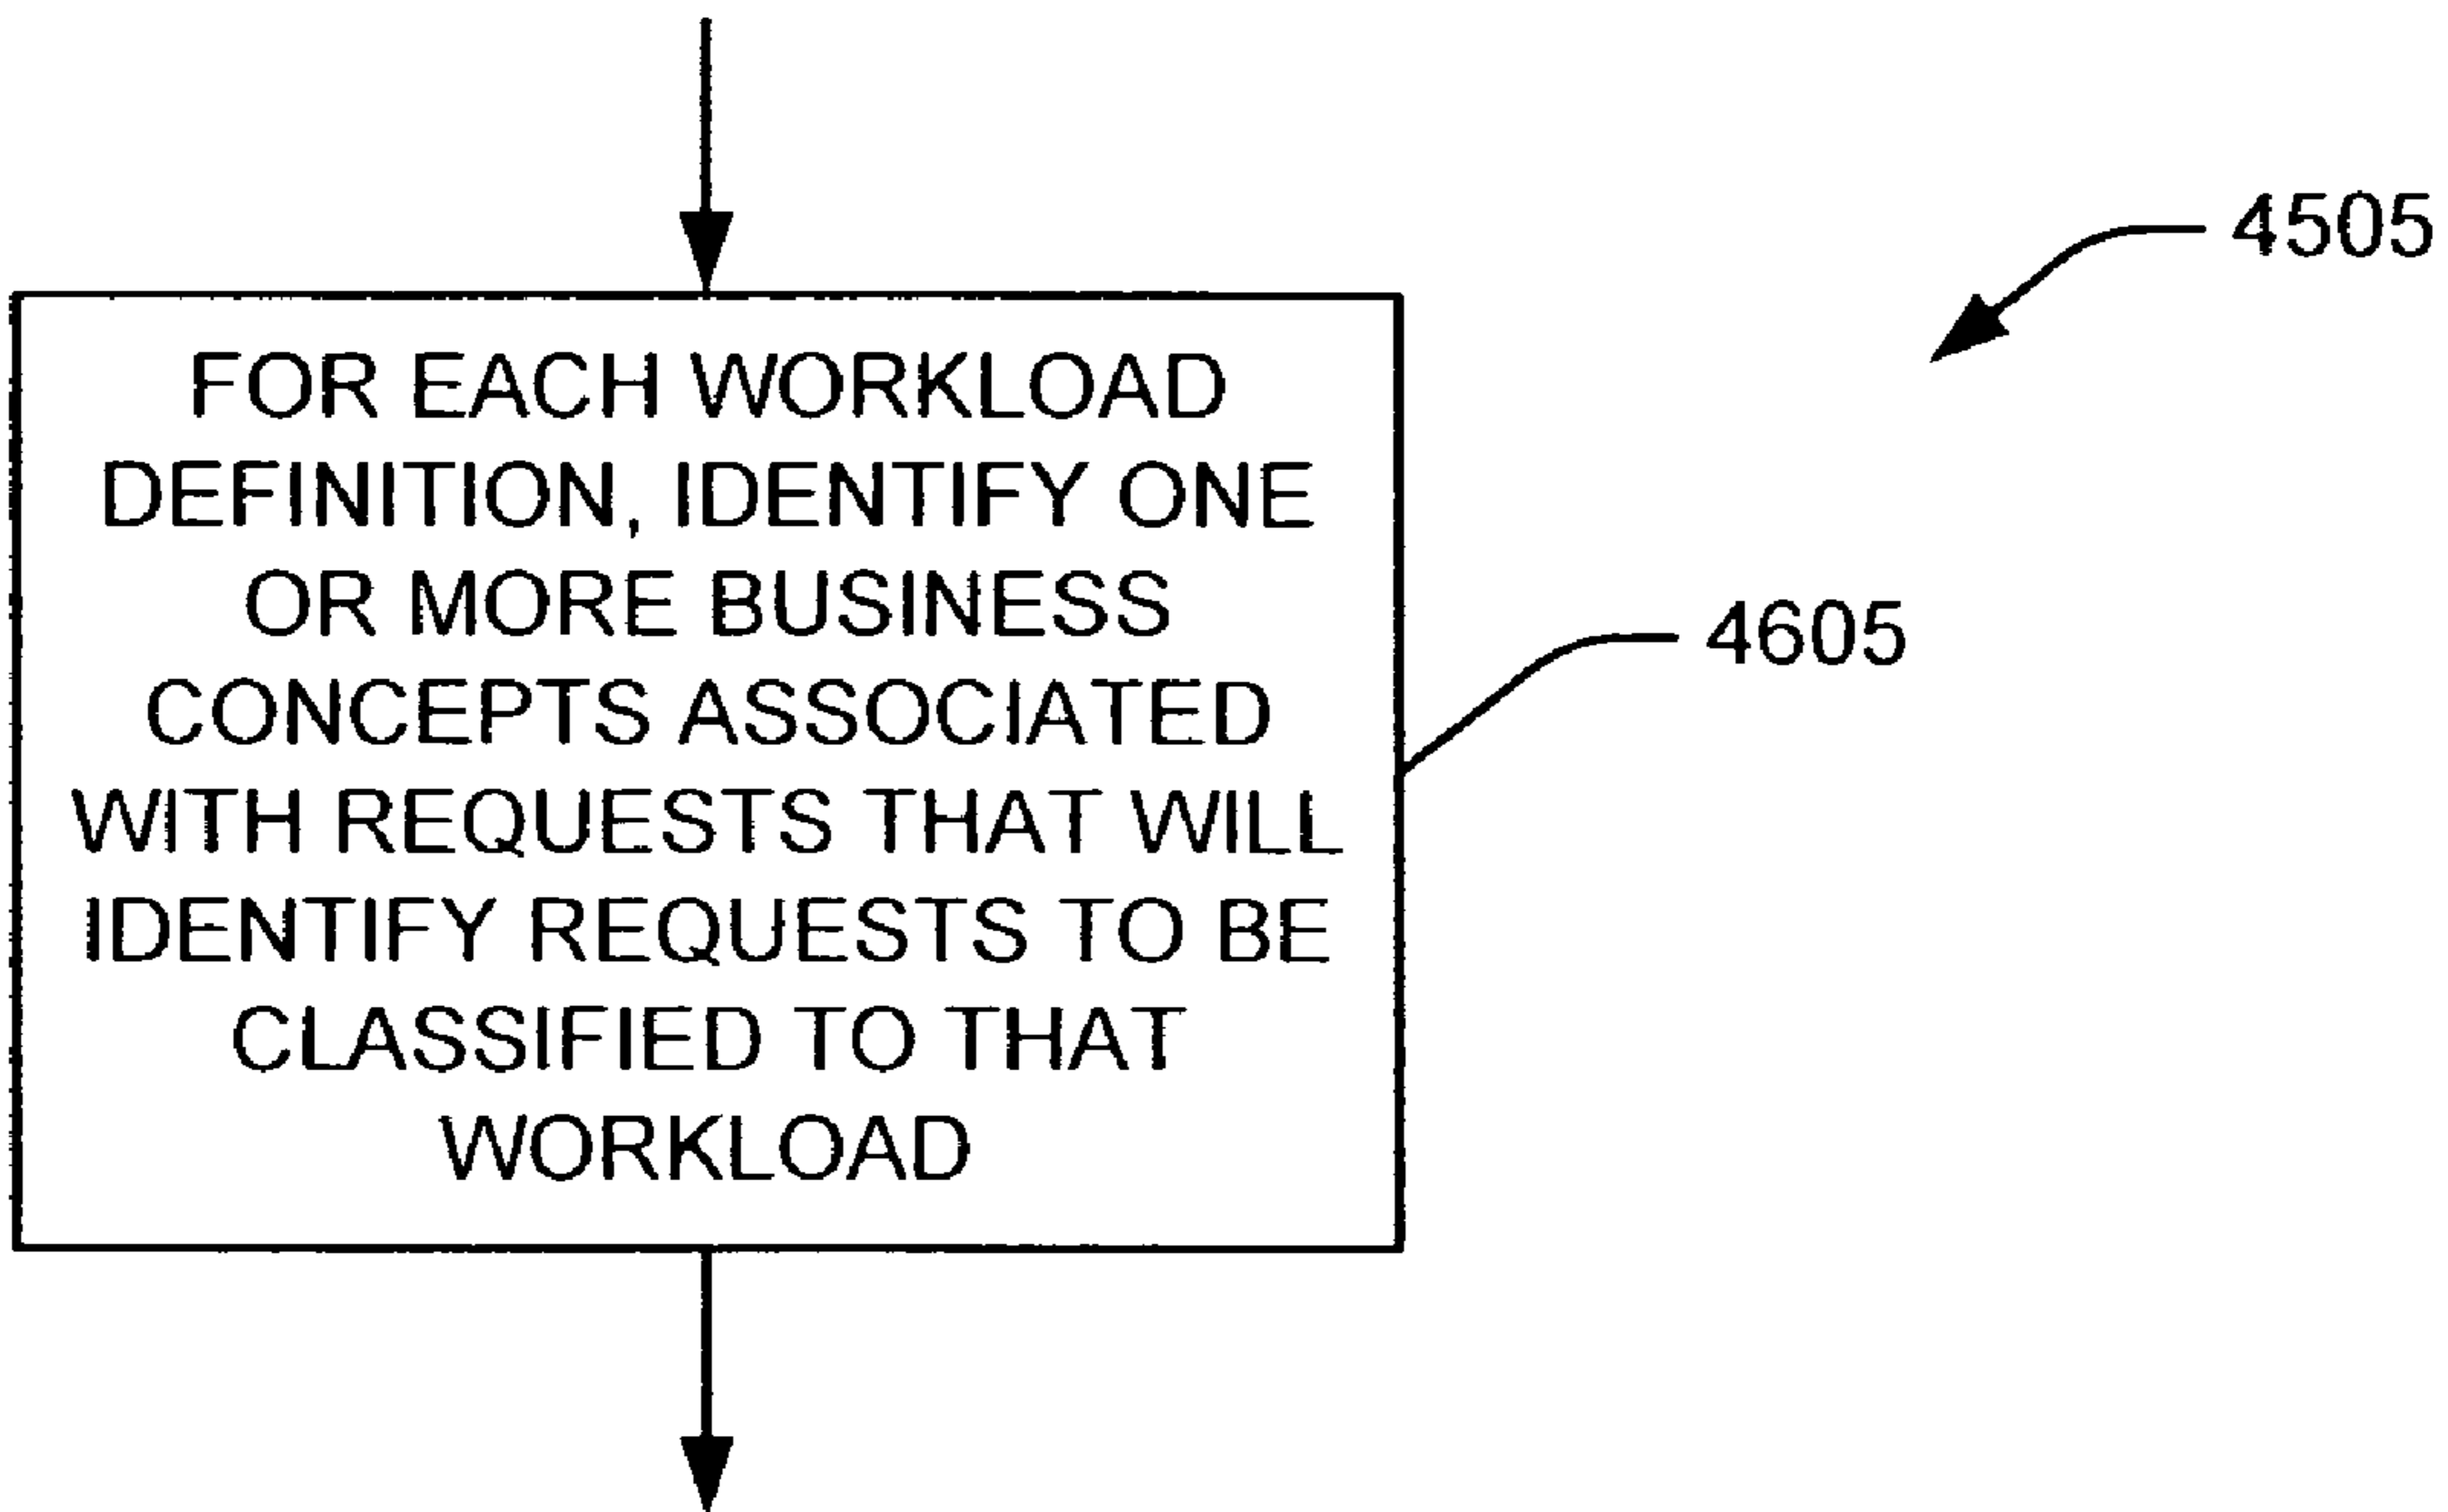 4505
FOR EACH WORKLOAD
DEFINITION, IDENTIFY ONE
OR MORE BUSINESS
CONCEPTS ASSOCIATED
WITH REQUESTS THAT WILL
IDENTIFY REQUESTS TO BE
CLASSIFIED TO THAT
WORKLOAD
4605